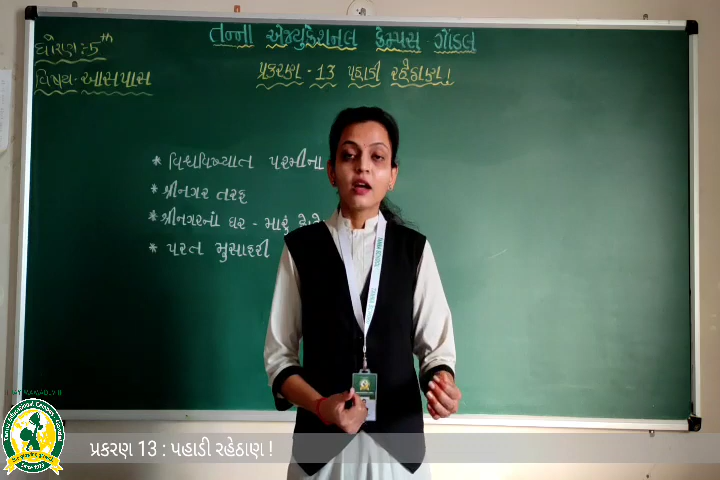 તન્ના એજ્યુકેશનલ કેમ્પસ ગોંડલ
ધોરણ:-5th
વિષય- આસપાસ
પ્રકરણ - 13 પહાડી રહેઠાણ !
* વિશ્વવિખ્યાત પશ્મીના
* શ્રીનગર તરફ
* શ્રીનગરનાં ઘર - મારું
* પરત મુસાફરી
પ્રકરણ 13 : પહાડી રહેઠાણ !